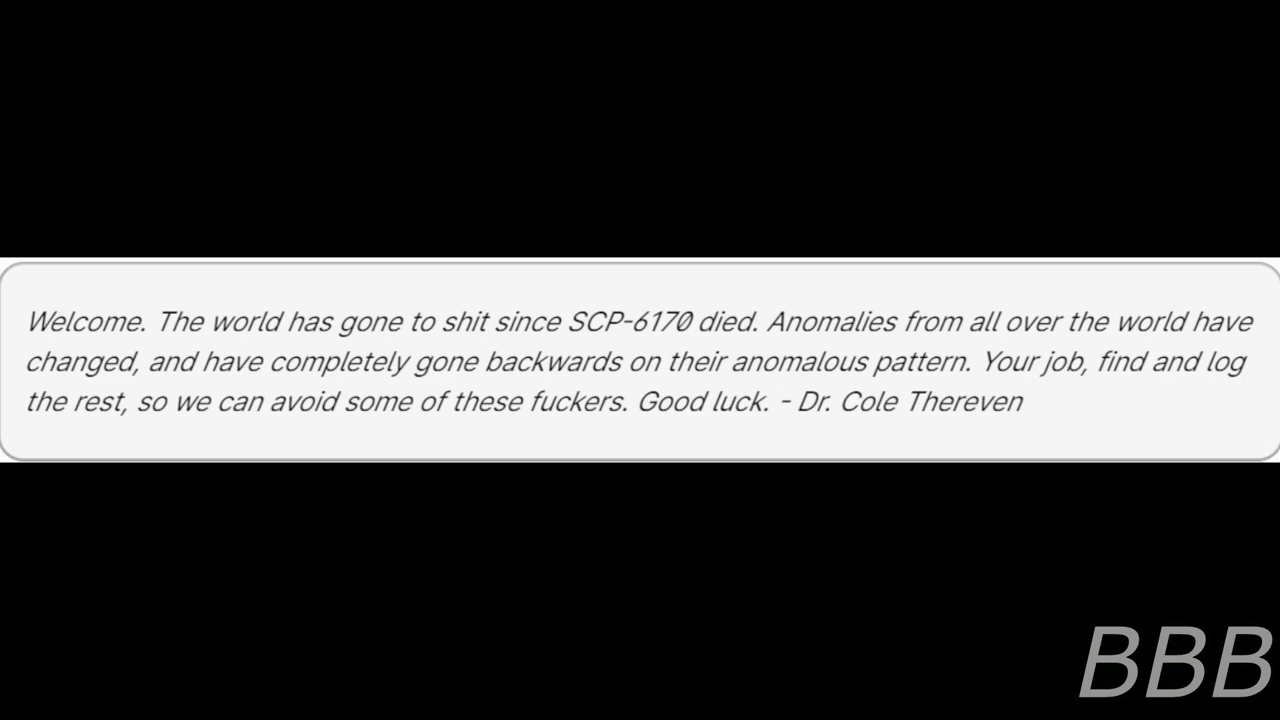 Welcome. The world has gone to shit since SCP-6170 died. Anomalies from all over the world have
changed, and have completely gone backwards on their anomalous pattern. Your job, find and log
the rest, so we can avoid some of these fuckers. Good luck. - Dr. Cole Thereven
BBB